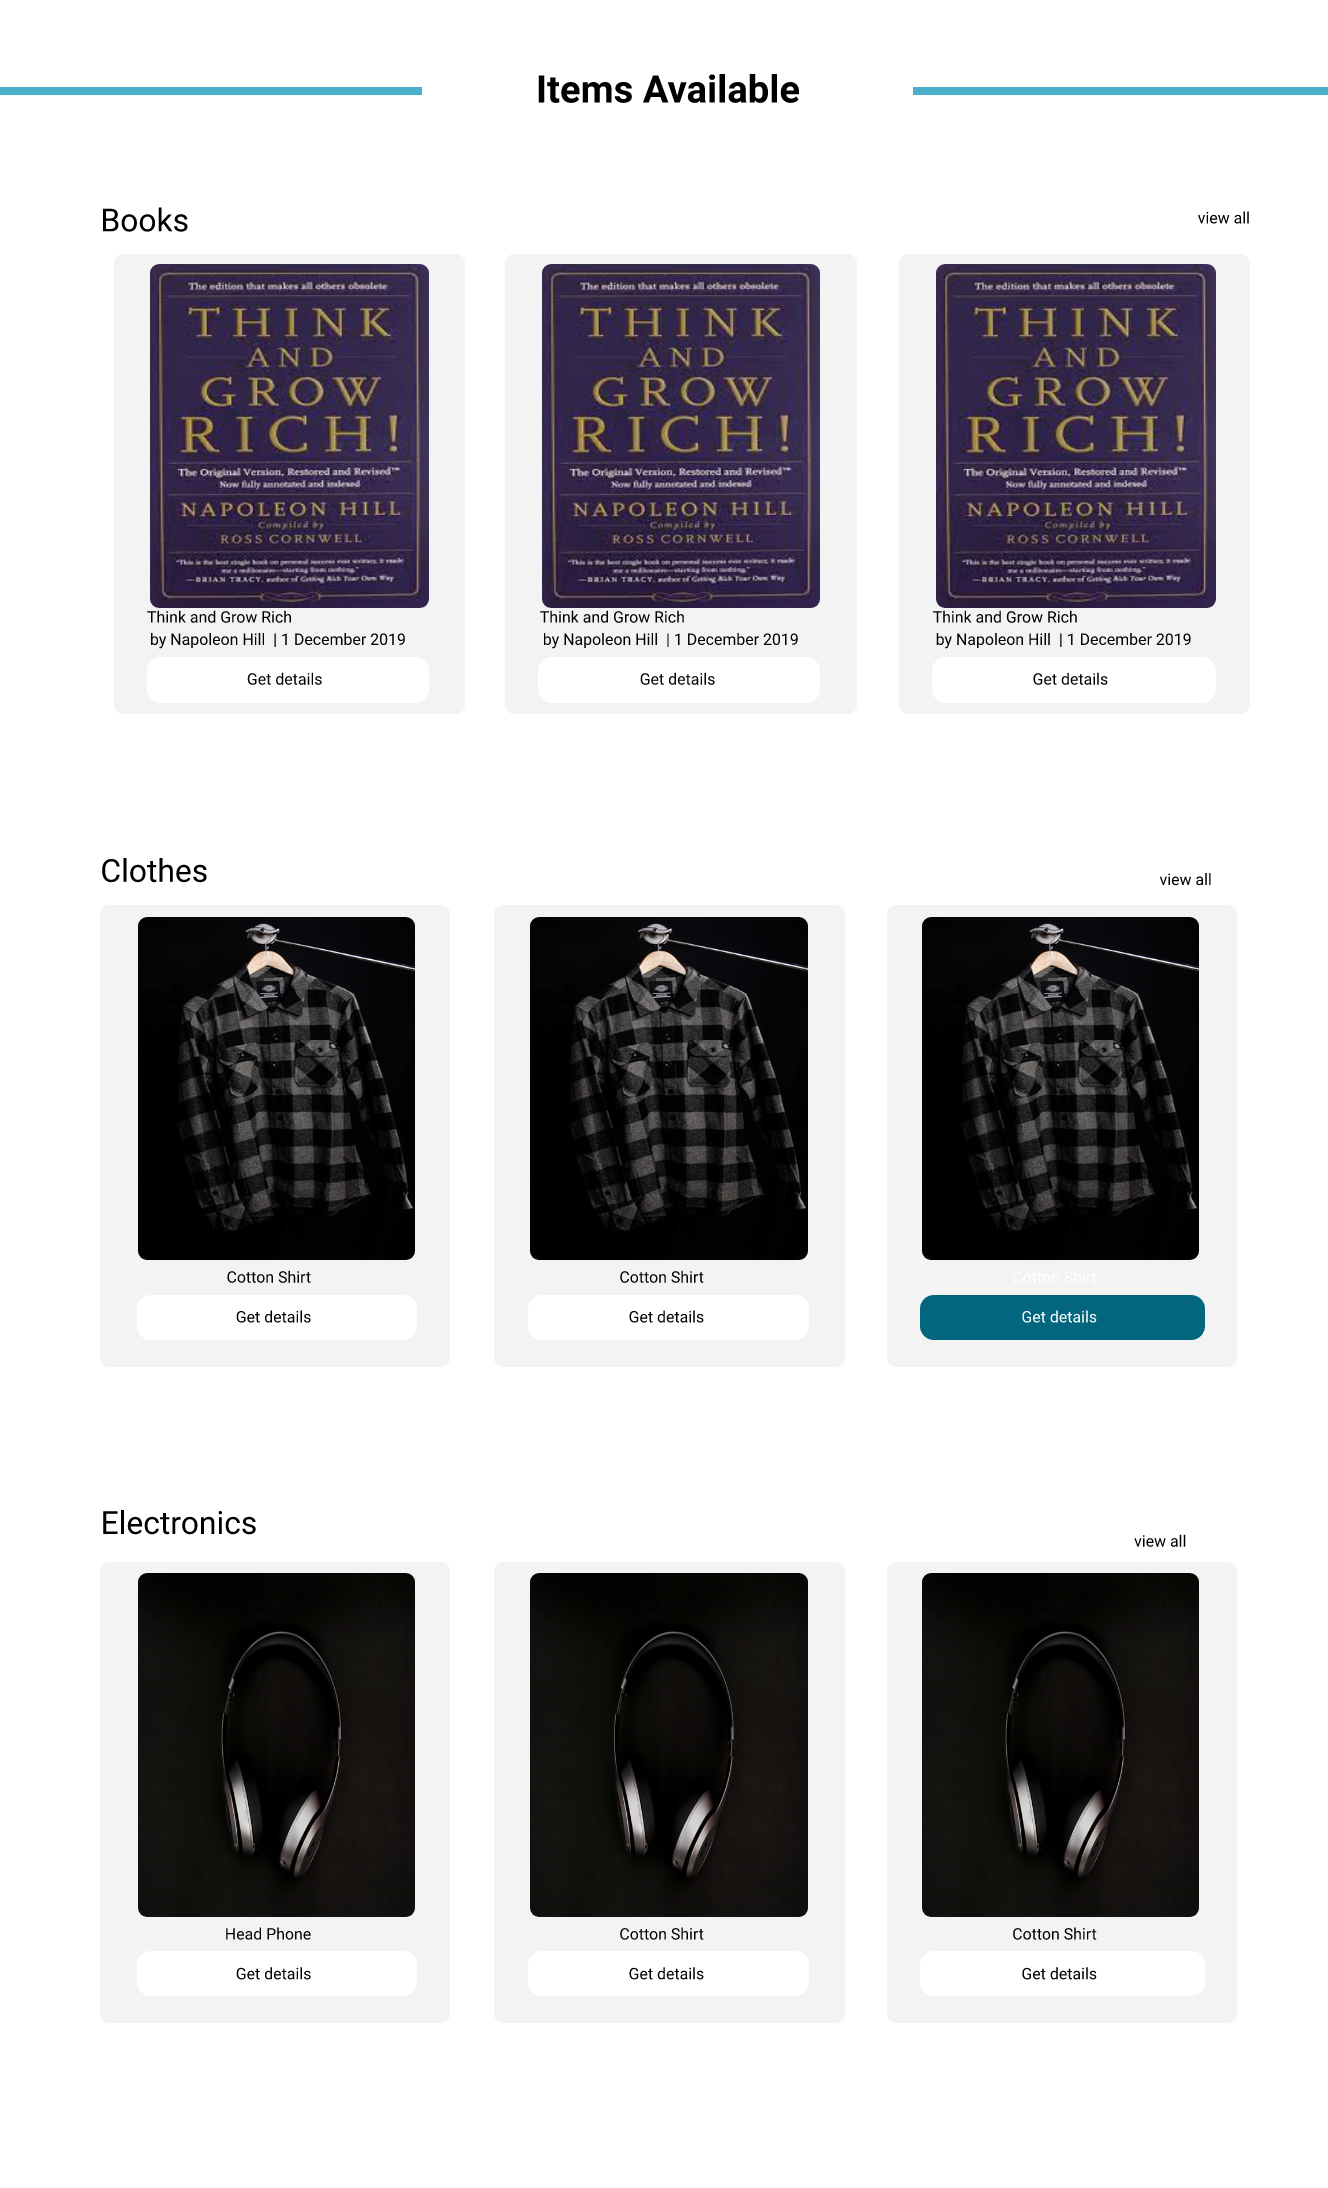 Items Available
Books
view all
The edition that makes all others obsolete
THINK
AND
GROW
RICH!
The Original Version, Restored and Revised™
Now fully annotated and indexed
NAPOLEON HILL
Compiled by
ROSS CORNWELL
"This is the best single book on personal success ever written; it made
me a millionaire—starting from nothing."
—BRIAN TRACY, author of Getting Rich Your Own Way
Think and Grow Rich
by Napoleon Hill | 1 December 2019
Get details
The edition that makes all others obsolete
THINK
AND
GROW
RICH!
The Original Version, Restored and Revised™
Now fully annotated and indexed
NAPOLEON HILL
Compiled by
ROSS CORNWELL
"This is the best single book on personal success ever written; it made
me a millionaire—starting from nothing."
—BRIAN TRACY, author of Getting Rich Your Own Way
Think and Grow Rich
by Napoleon Hill | 1 December 2019
Get details
The edition that makes all others obsolete
THINK
AND
GROW
RICH!
The Original Version, Restored and Revised™
Now fully annotated and indexed
NAPOLEON HILL
Compiled by
ROSS CORNWELL
"This is the best single book on personal success ever written; it made
me a millionaire—starting from nothing."
—BRIAN TRACY, author of Getting Rich Your Own Way
Think and Grow Rich
by Napoleon Hill | 1 December 2019
Get details
Clothes
view all
Cotton Shirt
Get details
Cotton Shirt
Get details
Cotton Shirt
Get details
Electronics
view all
Head Phone
Get details
Cotton Shirt
Get details
Cotton Shirt
Get details